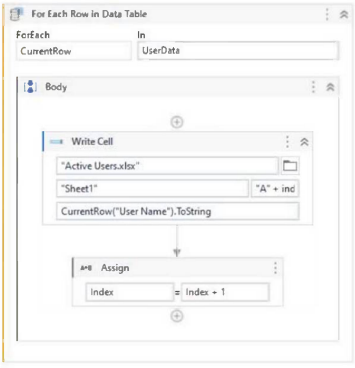 For Each Row in Data Table
ForEach In
CurrentRow UserData
Body
Write Cell
"Active Users.xlsx"
"Sheet1" "A" + ind
CurrentRow("User Name").ToString
A+B Assign
Index = Index + 1